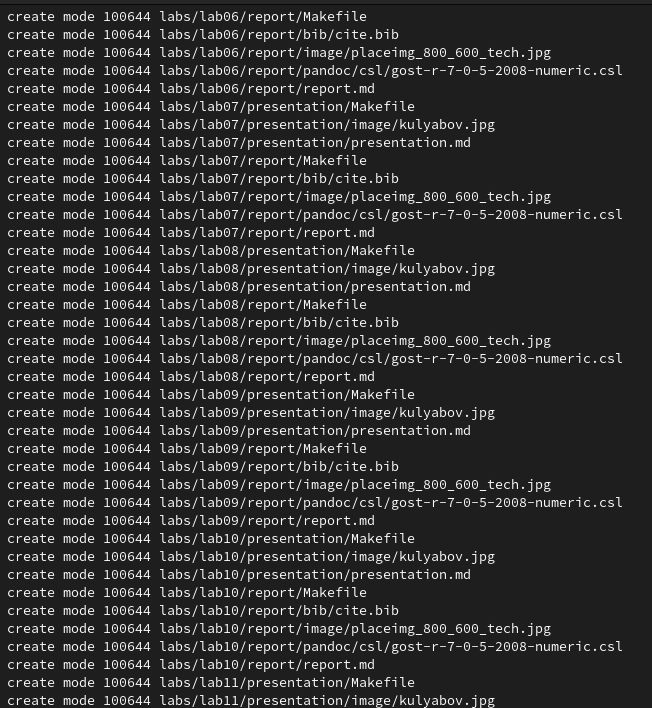 create mode 100644 labs/lab06/report/Makefile
create mode 100644 labs/lab06/report/bib/cite.bib
create mode 100644 labs/lab06/report/image/placeimg_800_600_tech.jpg
create mode 100644 labs/lab06/report/pandoc/csl/gost-r-7-0-5-2008-numeric.csl
create mode 100644 labs/lab06/report/report.md
create mode 100644 labs/lab07/presentation/Makefile
create mode 100644 labs/lab07/presentation/image/kulyabov.jpg
create mode 100644 labs/lab07/presentation/presentation.md
create mode 100644 labs/lab07/report/Makefile
create mode 100644 labs/lab07/report/bib/cite.bib
create mode 100644 labs/lab07/report/image/placeimg_800_600_tech.jpg
create mode 100644 labs/lab07/report/pandoc/csl/gost-r-7-0-5-2008-numeric.csl
create mode 100644 labs/lab07/report/report.md
create mode 100644 labs/lab08/presentation/Makefile
create mode 100644 labs/lab08/presentation/image/kulyabov.jpg
create mode 100644 labs/lab08/presentation/presentation.md
create mode 100644 labs/lab08/report/Makefile
create mode 100644 labs/lab08/report/bib/cite.bib
create mode 100644 labs/lab08/report/image/placeimg_800_600_tech.jpg
create mode 100644 labs/lab08/report/pandoc/csl/gost-r-7-0-5-2008-numeric.csl
create mode 100644 labs/lab08/report/report.md
create mode 100644 labs/lab09/presentation/Makefile
create mode 100644 labs/lab09/presentation/image/kulyabov.jpg
create mode 100644 labs/lab09/presentation/presentation.md
create mode 100644 labs/lab09/report/Makefile
create mode 100644 labs/lab09/report/bib/cite.bib
create mode 100644 labs/lab09/report/image/placeimg_800_600_tech.jpg
create mode 100644 labs/lab09/report/pandoc/csl/gost-r-7-0-5-2008-numeric.csl
create mode 100644 labs/lab09/report/report.md
create mode 100644 labs/lab10/presentation/Makefile
create mode 100644 labs/lab10/presentation/image/kulyabov.jpg
create mode 100644 labs/lab10/presentation/presentation.md
create mode 100644 labs/lab10/report/Makefile
create mode 100644 labs/lab10/report/bib/cite.bib
create mode 100644 labs/lab10/report/image/placeimg_800_600_tech.jpg
create mode 100644 labs/lab10/report/pandoc/csl/gost-r-7-0-5-2008-numeric.csl
create mode 100644 labs/lab10/report/report.md
create mode 100644 labs/lab11/presentation/Makefile
create mode 100644 labs/lab11/presentation/image/kulyabov.jpg